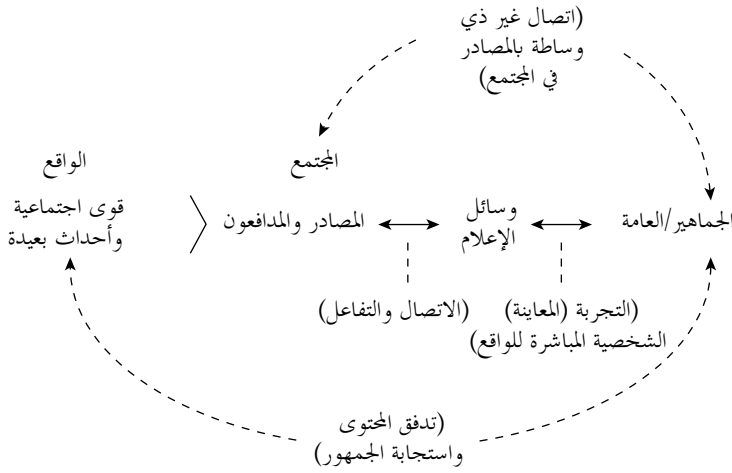 (اتصال غير ذي
وساطة بالمصادر
في المجتمع)
الواقع
المجتمع
قوى اجتماعية
وأحداث بعيدة
المصادر والمدافعون
وسائل
الإعلام
الجماهير/العامة
(الاتصال والتفاعل)
(التجربة (المعاينة)
الشخصية المباشرة للواقع)
(تدفق المحتوى
واستجابة الجمهور)